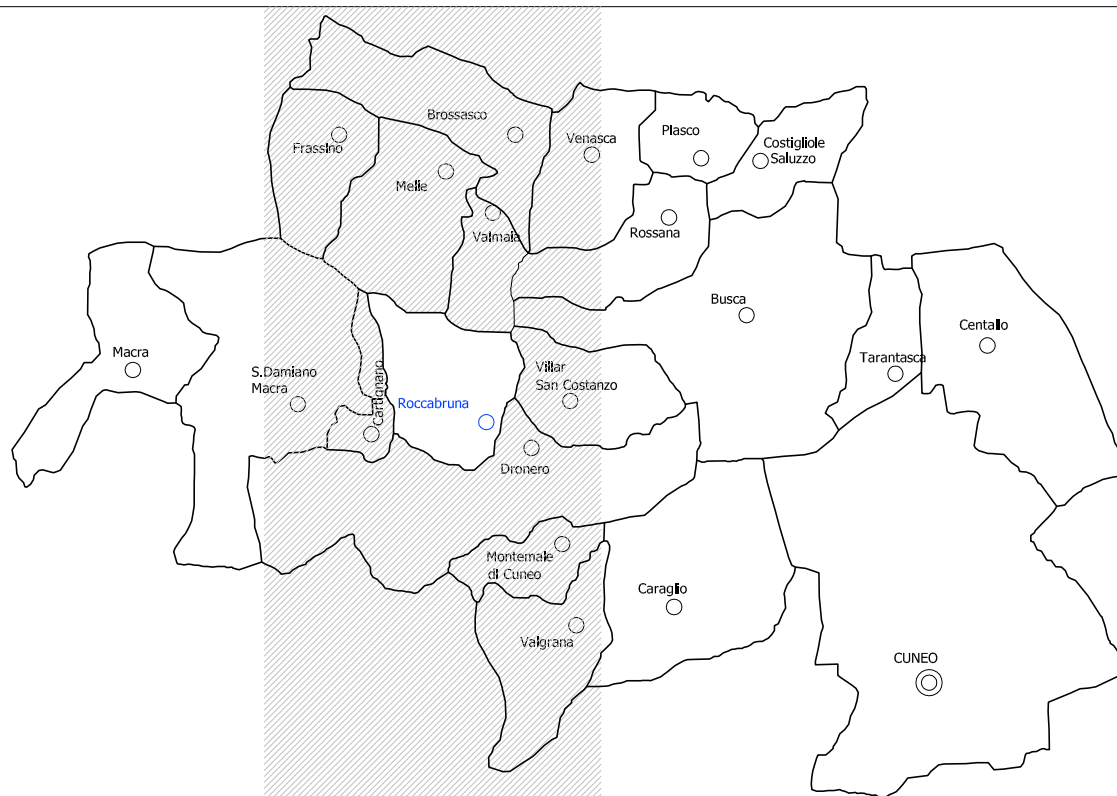 Brossasco
Frassino
Venasca
Piasco
Costigliole
Saluzzo
Melle
Valmala
Rossana
Busca
Macra
S.Damiano
Macra
Cartignano
Roccabruna
Villar
San Costanzo
Dronero
Tarantasca
Centallo
Montemale
di Cuneo
Valgrana
Caraglio
CUNEO